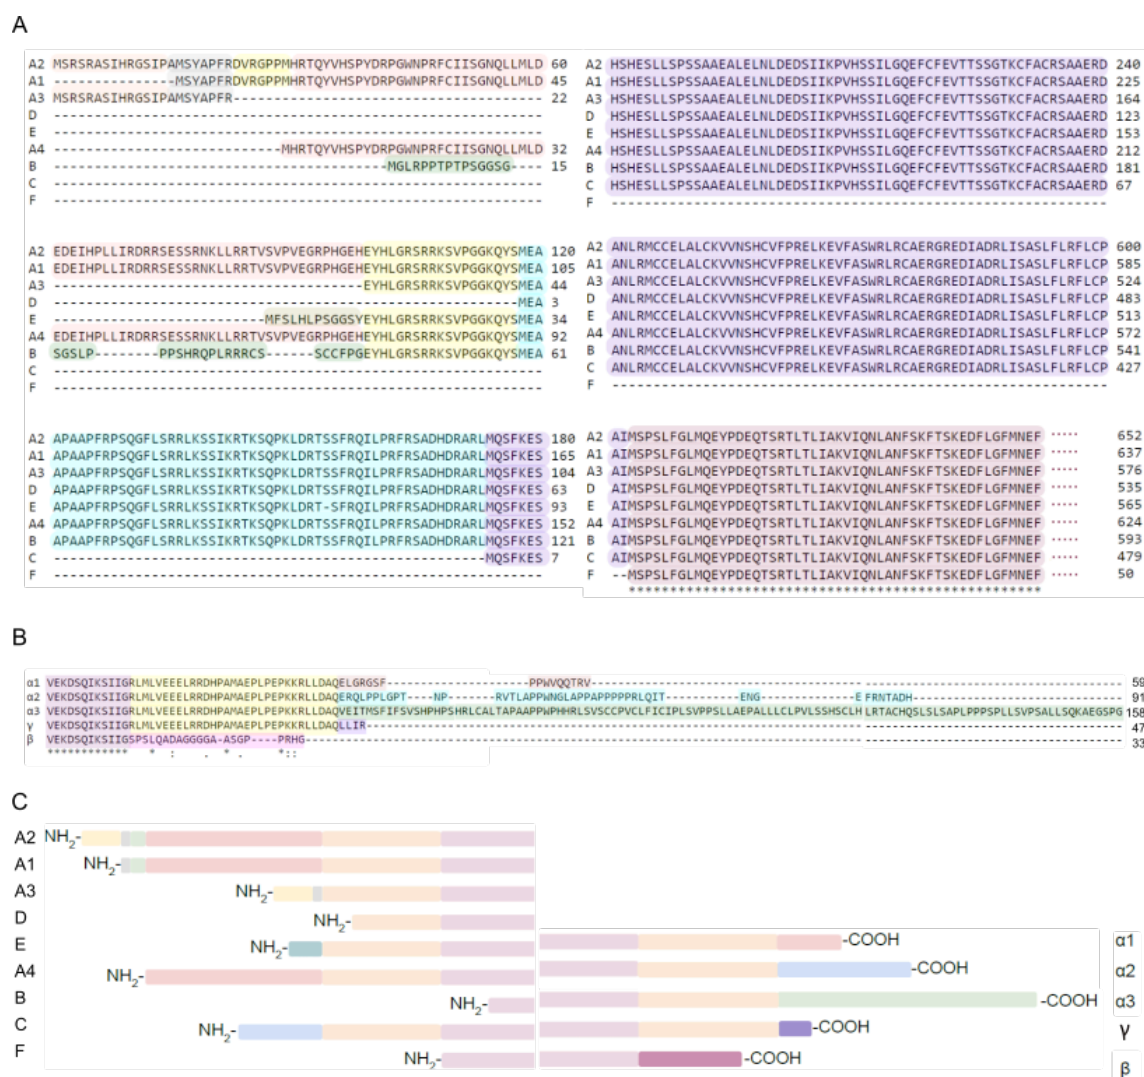 A
A2 MSRSRASIHRGSIPAMSYAPFRDVRGPPMHRTQYVHSPYDRPGWNPRFCIISGNQLLMLD 60
A1 ---------------MSYAPFRDVRGPPMHRTQYVHSPYDRPGWNPRFCIISGNQLLMLD 45
A3 MSRSRASIHRGSIPAMSYAPFR-------------------------------------- 22
D ------------------------------------------------------------
E ------------------------------------------------------------
A4 ----------------------------MHRTQYVHSPYDRPGWNPRFCIISGNQLLMLD 32
B -----------------------------------------MGLRPPTPTPSGGSG---- 15
C ------------------------------------------------------------
F ------------------------------------------------------------
A2 EDEIHPLLIRDRRSESSRNKLLRRTVSVPVEGRPHGEHEYHLGRSRRKSVPGGKQYSMEA 120
A1 EDEIHPLLIRDRRSESSRNKLLRRTVSVPVEGRPHGEHEYHLGRSRRKSVPGGKQYSMEA 105
A3 --------------------------------------EYHLGRSRRKSVPGGKQYSMEA 44
D ---------------------------------------------------------MEA 3
E --------------------------MFSLHLPSGGSYEYHLGRSRRKSVPGGKQYSMEA 34
A4 EDEIHPLLIRDRRSESSRNKLLRRTVSVPVEGRPHGEHEYHLGRSRRKSVPGGKQYSMEA 92
B SGSLP--------PPSHRQPLRRRCS------SCCFPGEYHLGRSRRKSVPGGKQYSMEA 61
C ------------------------------------------------------------
F ------------------------------------------------------------
A2 APAAPFRPSQGFLSRRLKSSIKRTKSQPKLDRTSSFRQILPRFRSADHDRARLMQSFKES 180
A1 APAAPFRPSQGFLSRRLKSSIKRTKSQPKLDRTSSFRQILPRFRSADHDRARLMQSFKES 165
A3 APAAPFRPSQGFLSRRLKSSIKRTKSQPKLDRTSSFRQILPRFRSADHDRARLMQSFKES 104
D APAAPFRPSQGFLSRRLKSSIKRTKSQPKLDRTSSFRQILPRFRSADHDRARLMQSFKES 63
E APAAPFRPSQGFLSRRLKSSIKRTKSQPKLDRT-SFRQILPRFRSADHDRARLMQSFKES 93
A4 APAAPFRPSQGFLSRRLKSSIKRTKSQPKLDRTSSFRQILPRFRSADHDRARLMQSFKES 152
B APAAPFRPSQGFLSRRLKSSIKRTKSQPKLDRTSSFRQILPRFRSADHDRARLMQSFKES 121
C -----------------------------------------------------MQSFKES 7
F ------------------------------------------------------------
A2 HSHESLLSPSSAAEALELNLDEDSIIKPVHSSILGQEFCFEVTTSSGTKCFACRSAAERD 240
A1 HSHESLLSPSSAAEALELNLDEDSIIKPVHSSILGQEFCFEVTTSSGTKCFACRSAAERD 225
A3 HSHESLLSPSSAAEALELNLDEDSIIKPVHSSILGQEFCFEVTTSSGTKCFACRSAAERD 164
D HSHESLLSPSSAAEALELNLDEDSIIKPVHSSILGQEFCFEVTTSSGTKCFACRSAAERD 123
E HSHESLLSPSSAAEALELNLDEDSIIKPVHSSILGQEFCFEVTTSSGTKCFACRSAAERD 153
A4 HSHESLLSPSSAAEALELNLDEDSIIKPVHSSILGQEFCFEVTTSSGTKCFACRSAAERD 212
B HSHESLLSPSSAAEALELNLDEDSIIKPVHSSILGQEFCFEVTTSSGTKCFACRSAAERD 181
C HSHESLLSPSSAAEALELNLDEDSIIKPVHSSILGQEFCFEVTTSSGTKCFACRSAAERD 67
F ------------------------------------------------------------
A2 ANLRMCCELALCKVVNSHCVFPRELKEVFASWRLRCAERGREDIADRLISASLFLRFLCP 600
A1 ANLRMCCELALCKVVNSHCVFPRELKEVFASWRLRCAERGREDIADRLISASLFLRFLCP 585
A3 ANLRMCCELALCKVVNSHCVFPRELKEVFASWRLRCAERGREDIADRLISASLFLRFLCP 524
D ANLRMCCELALCKVVNSHCVFPRELKEVFASWRLRCAERGREDIADRLISASLFLRFLCP 483
E ANLRMCCELALCKVVNSHCVFPRELKEVFASWRLRCAERGREDIADRLISASLFLRFLCP 513
A4 ANLRMCCELALCKVVNSHCVFPRELKEVFASWRLRCAERGREDIADRLISASLFLRFLCP 572
B ANLRMCCELALCKVVNSHCVFPRELKEVFASWRLRCAERGREDIADRLISASLFLRFLCP 541
C ANLRMCCELALCKVVNSHCVFPRELKEVFASWRLRCAERGREDIADRLISASLFLRFLCP 427
F ------------------------------------------------------------
A2 AIMSPSLFGLMQEYPDEQTSRTLTLIAKVIQNLANFSKFTSKEDFLGFMNEF ····· 652
A1 AIMSPSLFGLMQEYPDEQTSRTLTLIAKVIQNLANFSKFTSKEDFLGFMNEF ····· 637
A3 AIMSPSLFGLMQEYPDEQTSRTLTLIAKVIQNLANFSKFTSKEDFLGFMNEF ····· 576
D AIMSPSLFGLMQEYPDEQTSRTLTLIAKVIQNLANFSKFTSKEDFLGFMNEF ····· 535
E AIMSPSLFGLMQEYPDEQTSRTLTLIAKVIQNLANFSKFTSKEDFLGFMNEF ····· 565
A4 AIMSPSLFGLMQEYPDEQTSRTLTLIAKVIQNLANFSKFTSKEDFLGFMNEF ····· 624
B AIMSPSLFGLMQEYPDEQTSRTLTLIAKVIQNLANFSKFTSKEDFLGFMNEF ····· 593
C AIMSPSLFGLMQEYPDEQTSRTLTLIAKVIQNLANFSKFTSKEDFLGFMNEF ····· 479
F --MSPSLFGLMQEYPDEQTSRTLTLIAKVIQNLANFSKFTSKEDFLGFMNEF ····· 50
**************************************************
B
α1 VEKDSQIKSIIGRLMLVEEELRRDHPAMAEPLPEPKKRLLDAQELGRGSF----------------PPWVQQTRV---------------------------- 59
α2 VEKDSQIKSIIGRLMLVEEELRRDHPAMAEPLPEPKKRLLDAQERQLPPLGPT---NP-----RVTLAPPWNGLAPPAPPPPPRLQIT--------ENG----------E FRNTADH---------------------- 91
α3 VEKDSQIKSIIGRLMLVEEELRRDHPAMAEPLPEPKKRLLDAQVEITMSFIFSVSHPHPSHRLCALTAPAAPPWPHHRLSVSCCPVCLFICIPLSVPPSLLAEPALLLCLPVLSSHSCLH LRTACHQSLSLSAPLPPPSPLLSVPSALLSQKAEGSPG 158
γ VEKDSQIKSIIGRLMLVEEELRRDHPAMAEPLPEPKKRLLDAQLLIR---------------------------- 47
β VEKDSQIKSIIGSPSLQADAGGGGA-ASGP----PRHG---------------------------- 33
************ * : . * . *::
C
A2 NH2-
A1 NH2-
A3 NH2-
D NH2-
E NH2- -COOH α1
A4 NH2- -COOH α2
B NH2- -COOH α3
C NH2- -COOH γ
F NH2- -COOH β